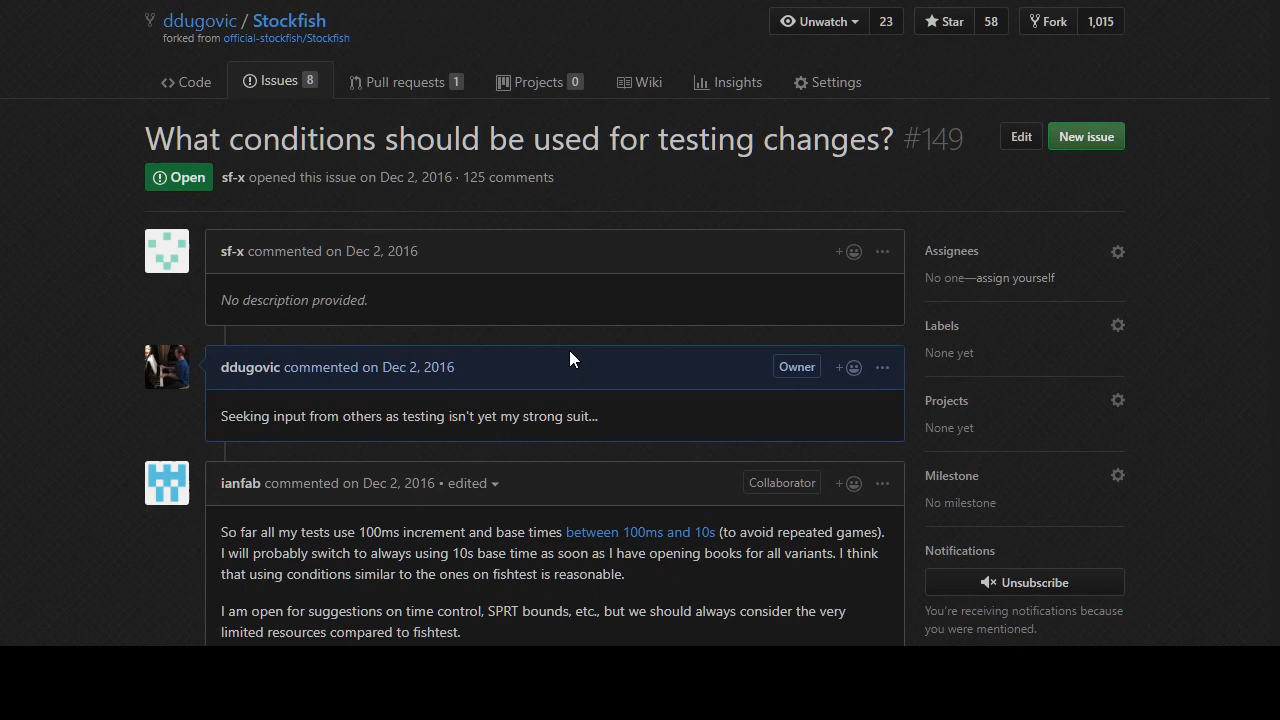 ddugovic / Stockfish
forked from official-stockfish/Stockfish
Unwatch 23
Star 58
Fork 1,015
Code
Issues 8
Pull requests 1
Projects 0
Wiki
Insights
Settings
What conditions should be used for testing changes? #149
Edit
New issue
Open
sf-x opened this issue on Dec 2, 2016 · 125 comments
sf-x commented on Dec 2, 2016
No description provided.
ddugovic commented on Dec 2, 2016
Owner
Seeking input from others as testing isn't yet my strong suit...
ianfab commented on Dec 2, 2016 • edited
Collaborator
So far all my tests use 100ms increment and base times between 100ms and 10s (to avoid repeated games).
I will probably switch to always using 10s base time as soon as I have opening books for all variants. I think
that using conditions similar to the ones on fishtest is reasonable.
I am open for suggestions on time control, SPRT bounds, etc., but we should always consider the very
limited resources compared to fishtest.
Assignees
No one—assign yourself
Labels
None yet
Projects
None yet
Milestone
No milestone
Notifications
Unsubscribe
You're receiving notifications because
you were mentioned.